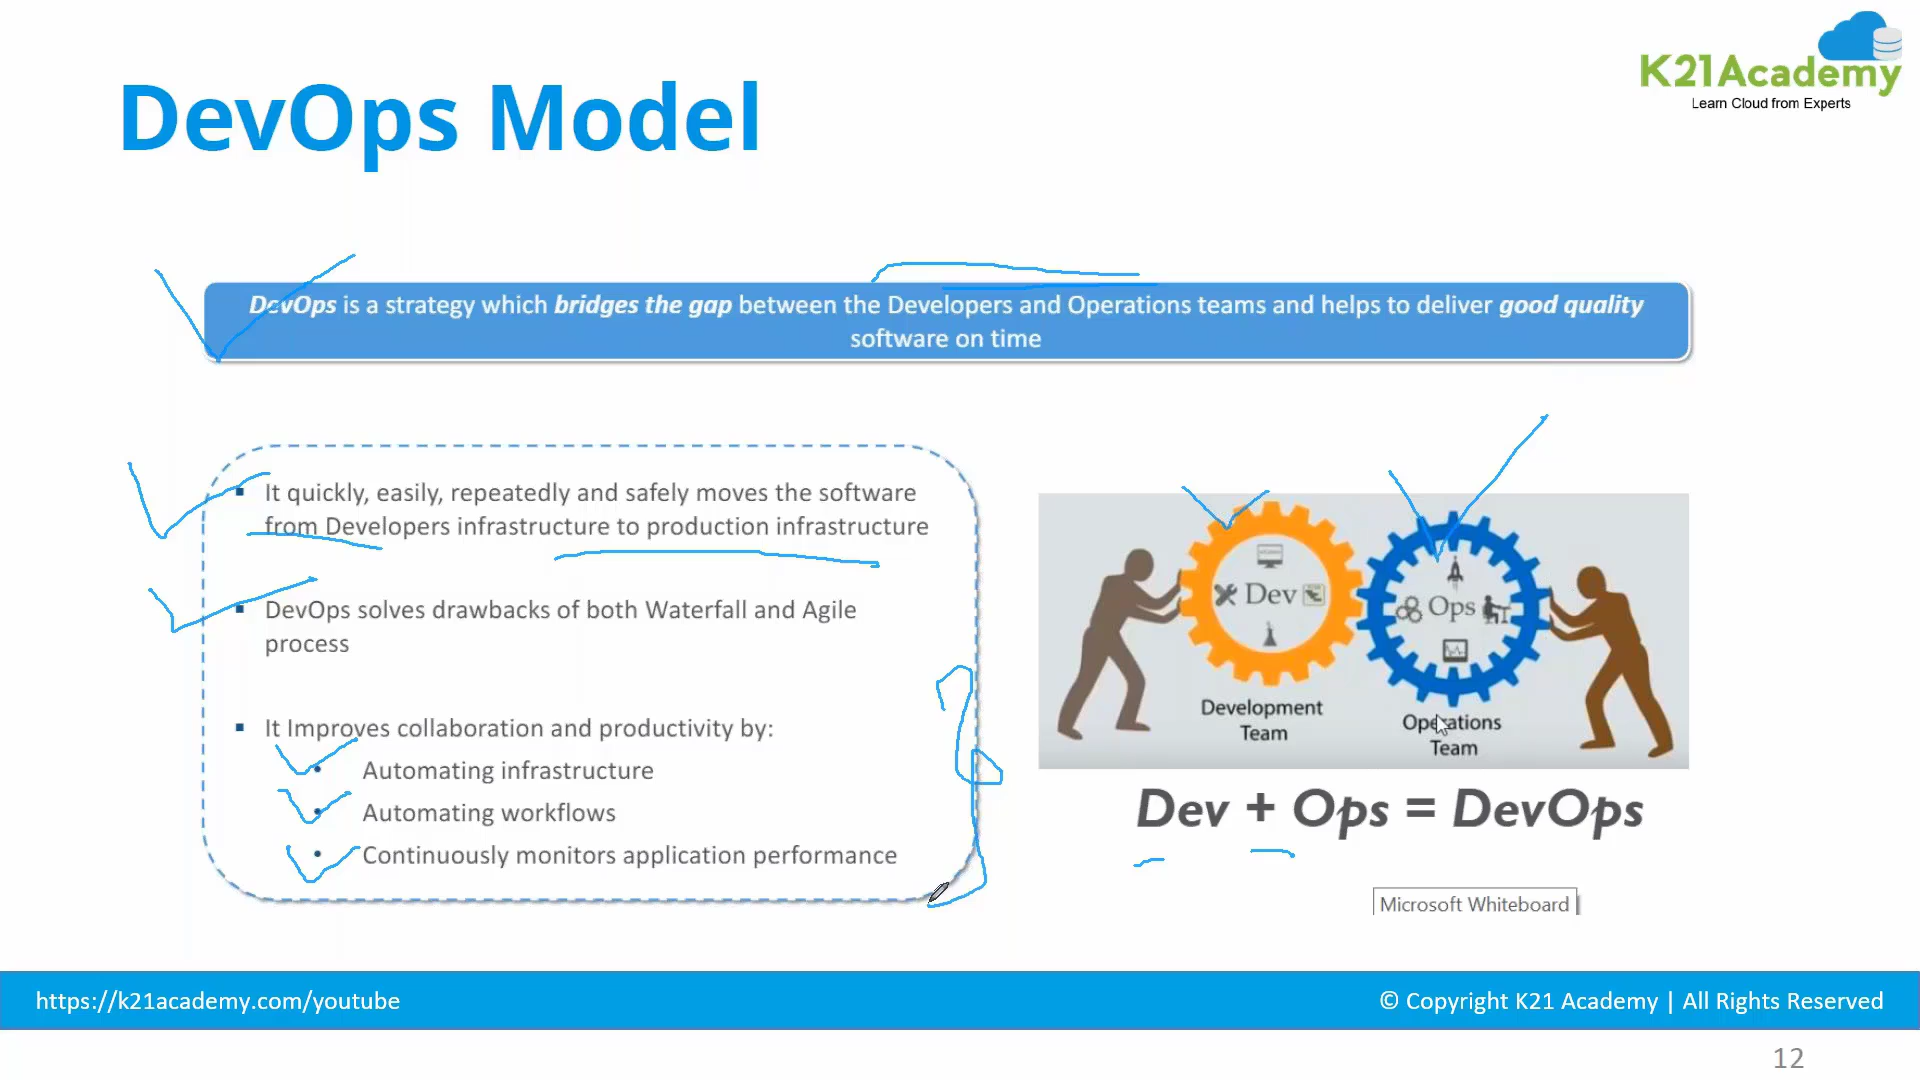 K21Academy
Learn Cloud from Experts
DevOps Model
DevOps is a strategy which bridges the gap between the Developers and Operations teams and helps to deliver good quality
software on time
It quickly, easily, repeatedly and safely moves the software
from Developers infrastructure to production infrastructure
DevOps solves drawbacks of both Waterfall and Agile
process
It Improves collaboration and productivity by:
Automating infrastructure
Automating workflows
Continuously monitors application performance
Dev
Ops
Development
Team
Operations
Team
Dev + Ops = DevOps
Microsoft Whiteboard
https://k21academy.com/youtube
© Copyright K21 Academy | All Rights Reserved
12